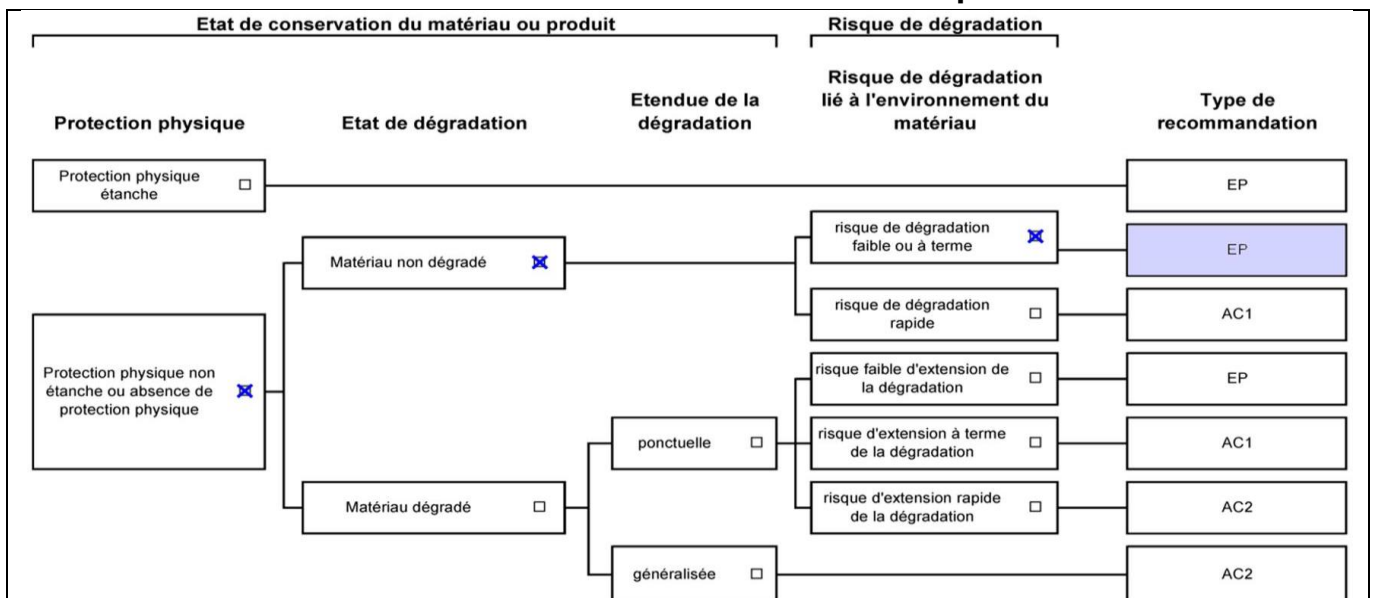 Etat de conservation du matériau ou produit
Risque de dégradation
Protection physique
Etat de dégradation
Etendue de la
dégradation
Risque de dégradation
lié à l'environnement du
matériau
Type de
recommandation
Protection physique
étanche
EP
Protection physique non
étanche ou absence de
protection physique
Matériau non dégradé
risque de dégradation
faible ou à terme
EP
risque de dégradation
rapide
AC1
Matériau dégradé
ponctuelle
risque faible d'extension de
la dégradation
EP
risque d'extension à terme
de la dégradation
AC1
risque d'extension rapide
de la dégradation
AC2
généralisée
AC2